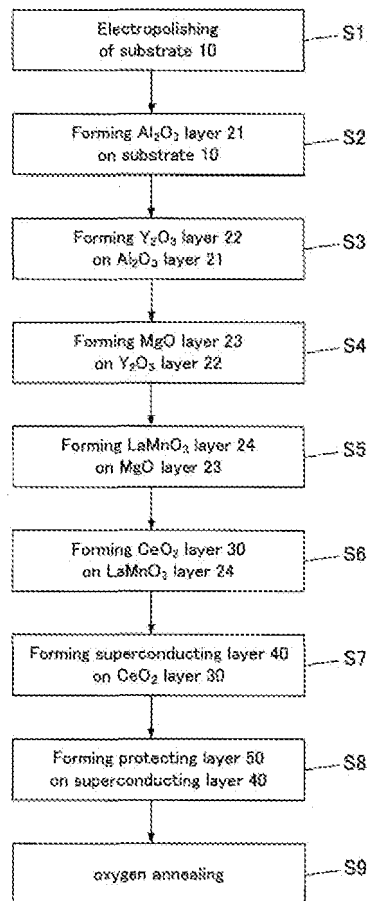 Electropolishing
of substrate 10
S1
Forming Al₂O₃ layer 21
on substrate 10
S2
Forming Y₂O₃ layer 22
on Al₂O₃ layer 21
S3
Forming MgO layer 23
on Y₂O₃ layer 22
S4
Forming LaMnO₃ layer 24
on MgO layer 23
S5
Forming CeO₂ layer 30
on LaMnO₃ layer 24
S6
Forming superconducting layer 40
on CeO₂ layer 30
S7
Forming protecting layer 50
on superconducting layer 40
S8
oxygen annealing
S9